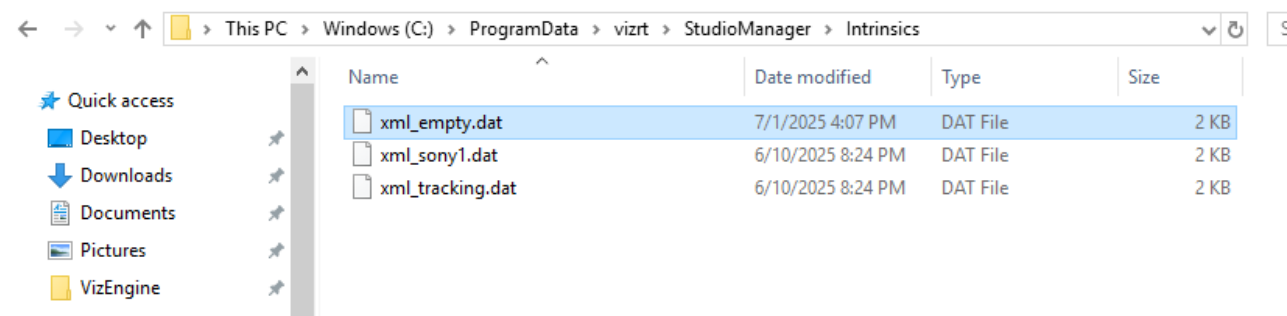 This PC > Windows (C:) > ProgramData > vizrt > StudioManager > Intrinsics
Name Date modified Type Size
Quick access
Desktop
Downloads
Documents
Pictures
VizEngine
xml_empty.dat 7/1/2025 4:07 PM DAT File 2 KB
xml_sony1.dat 6/10/2025 8:24 PM DAT File 2 KB
xml_tracking.dat 6/10/2025 8:24 PM DAT File 2 KB